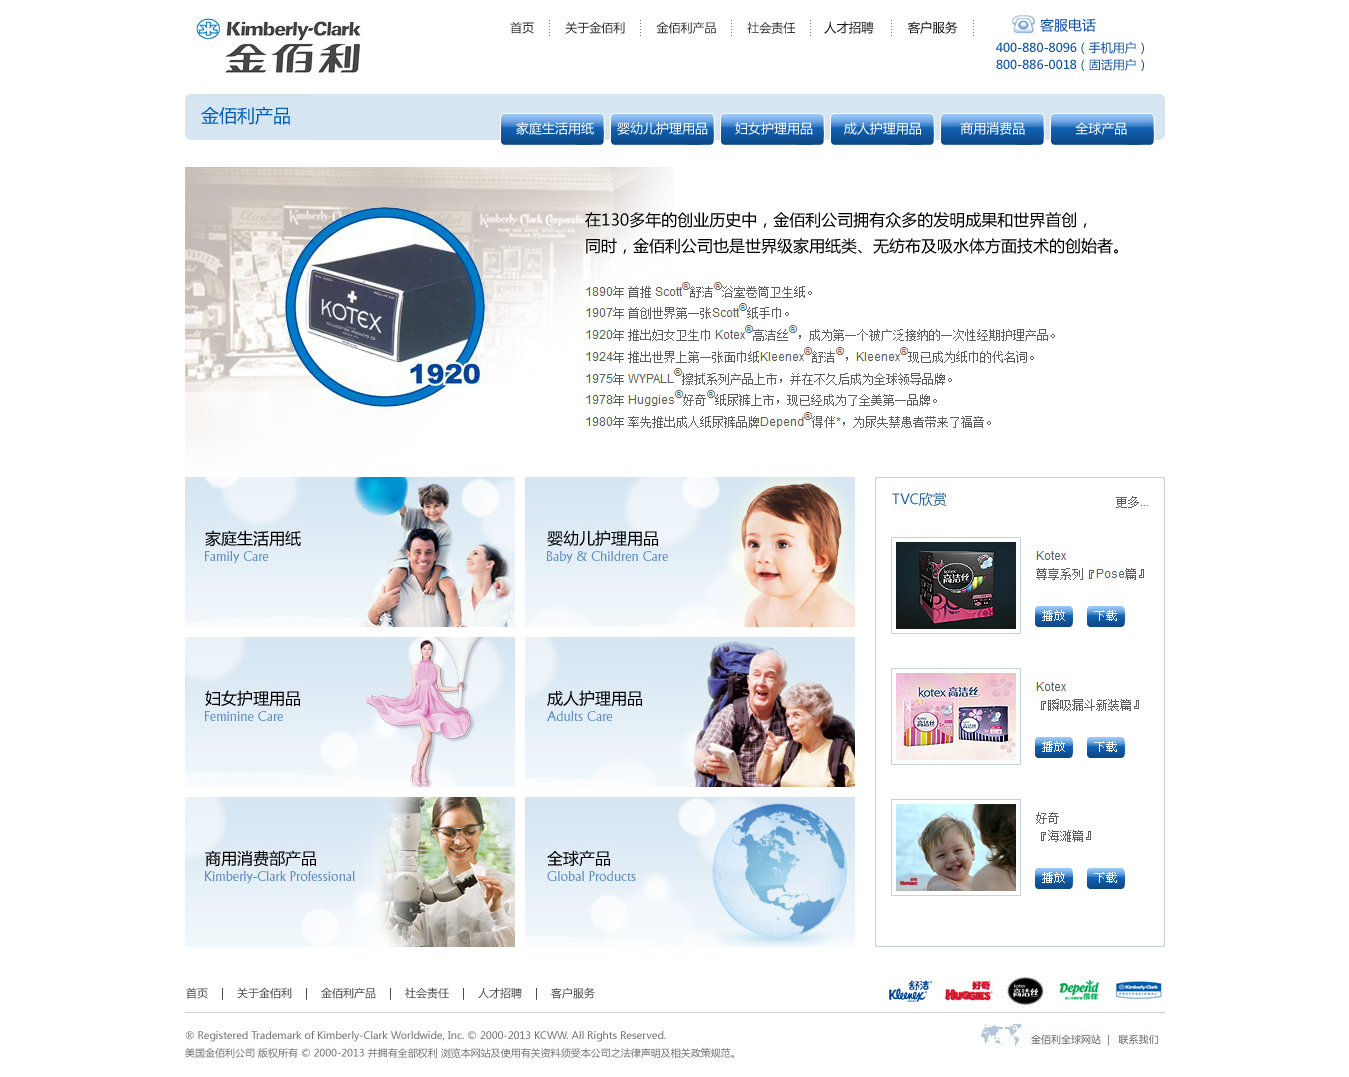 Kimberly-Clark
金佰利
首页
关于金佰利
金佰利产品
社会责任
人才招聘
客户服务
客服电话
400-880-8096（手机用户）
800-886-0018（固话用户）
金佰利产品
家庭生活用纸
婴幼儿护理用品
妇女护理用品
成人护理用品
商用消费品
全球产品
Kimberly-Clark
Kimberly-Clark Corporation
KOTEX
1920
在130多年的创业历史中，金佰利公司拥有众多的发明成果和世界首创，
同时，金佰利公司也是世界级家用纸类、无纺布及吸水体方面技术的创始者。
1890年 首推 Scott®舒洁®浴室卷筒卫生纸。
1907年 首创世界第一张Scott®纸手巾。
1920年 推出妇女卫生巾 Kotex®高洁丝®，成为第一个被广泛接纳的一次性经期护理产品。
1924年 推出世界上第一张面巾纸Kleenex®舒洁®，Kleenex®现已成为纸巾的代名词。
1975年 WYPALL®擦拭系列产品上市，并在不久后成为全球领导品牌。
1978年 Huggies®好奇®纸尿裤上市，现已经成为了全美第一品牌。
1980年 率先推出成人纸尿裤品牌Depend®得伴*，为尿失禁患者带来了福音。
家庭生活用纸
Family Care
婴幼儿护理用品
Baby & Children Care
妇女护理用品
Feminine Care
成人护理用品
Adults Care
商用消费部产品
Kimberly-Clark Professional
全球产品
Global Products
TVC欣赏
更多...
kotex
高洁丝
Kotex
尊享系列『Pose篇』
播放
下载
kotex 高洁丝
Kotex
『瞬吸漏斗新装篇』
播放
下载
好奇
『海滩篇』
播放
下载
首页 | 关于金佰利 | 金佰利产品 | 社会责任 | 人才招聘 | 客户服务
舒洁
Kleenex
好奇
HUGGIES
高洁丝
Depend
得伴
Kimberly-Clark
PROFESSIONAL
® Registered Trademark of Kimberly-Clark Worldwide, Inc. © 2000-2013 KCWW. All Rights Reserved.
美国金佰利公司 版权所有 © 2000-2013 并拥有全部权利 浏览本网站及使用有关资料须受本公司之法律声明及相关政策规范。
金佰利全球网站 | 联系我们